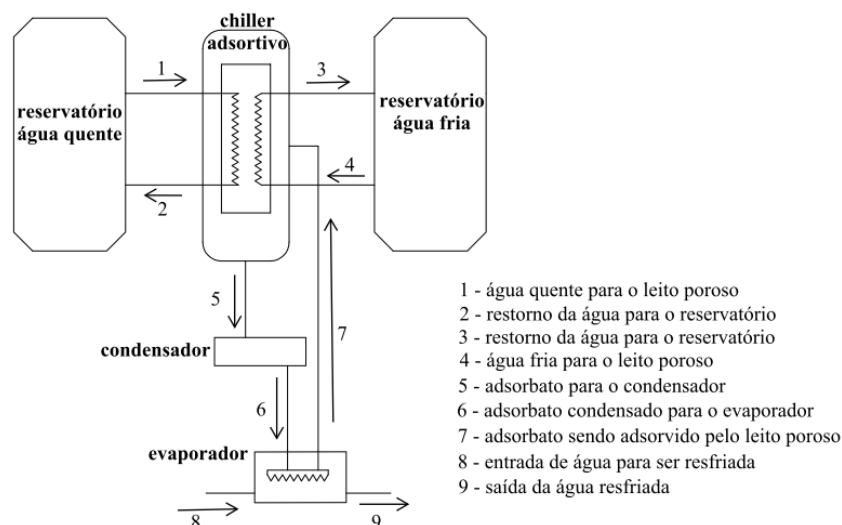 chiller
adsortivo
reservatório
água quente
reservatório
água fria
1
3
2
4
5
condensador
7
6
evaporador
8
9
1 - água quente para o leito poroso
2 - restorno da água para o reservatório
3 - restorno da água para o reservatório
4 - água fria para o leito poroso
5 - adsorbato para o condensador
6 - adsorbato condensado para o evaporador
7 - adsorbato sendo adsorvido pelo leito poroso
8 - entrada de água para ser resfriada
9 - saída da água resfriada